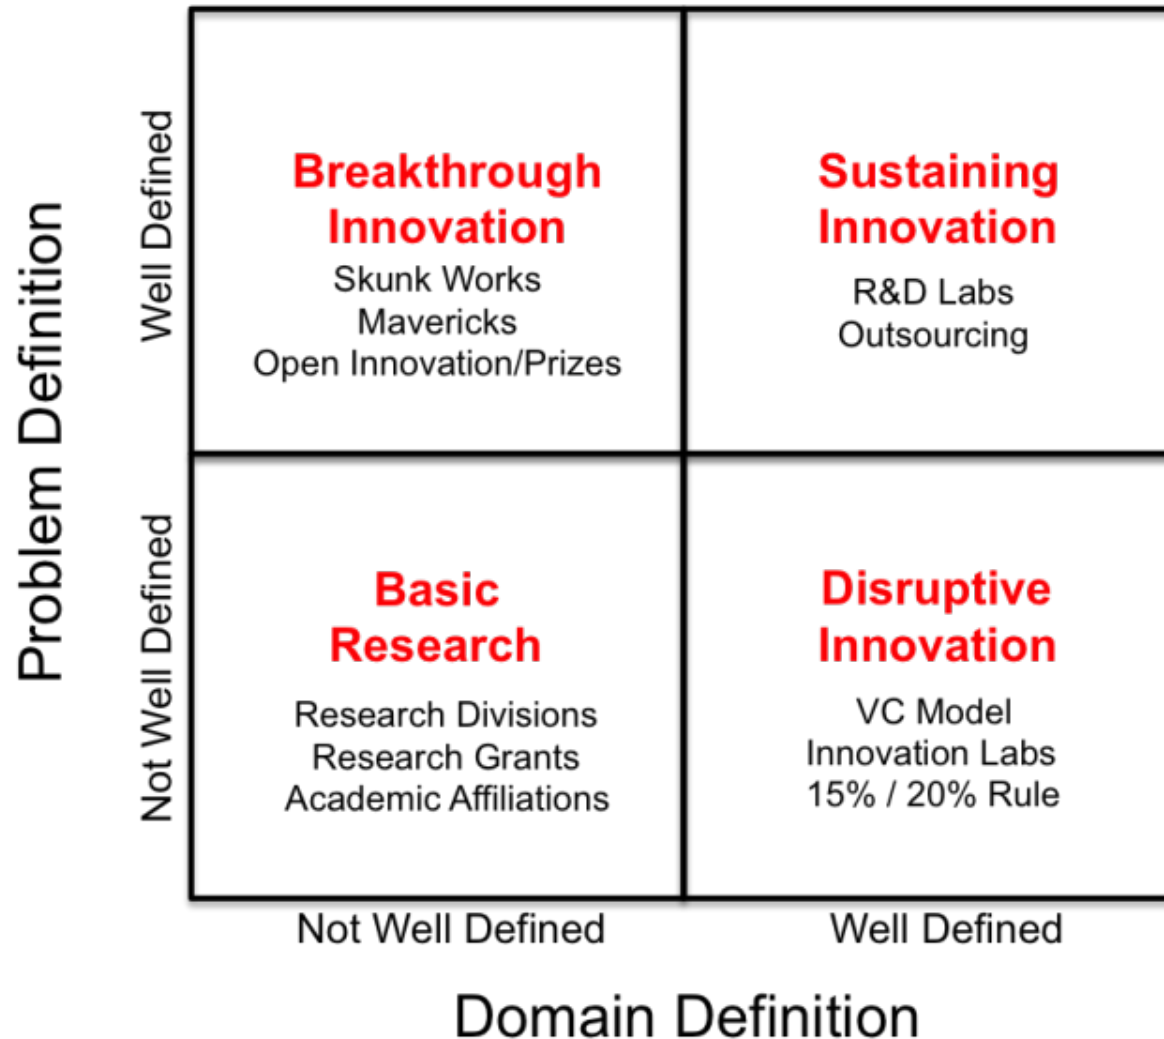 Problem Definition
Well Defined
Not Well Defined
Breakthrough
Innovation
Skunk Works
Mavericks
Open Innovation/Prizes
Sustaining
Innovation
R&D Labs
Outsourcing
Basic
Research
Research Divisions
Research Grants
Academic Affiliations
Disruptive
Innovation
VC Model
Innovation Labs
15% / 20% Rule
Not Well Defined
Well Defined
Domain Definition